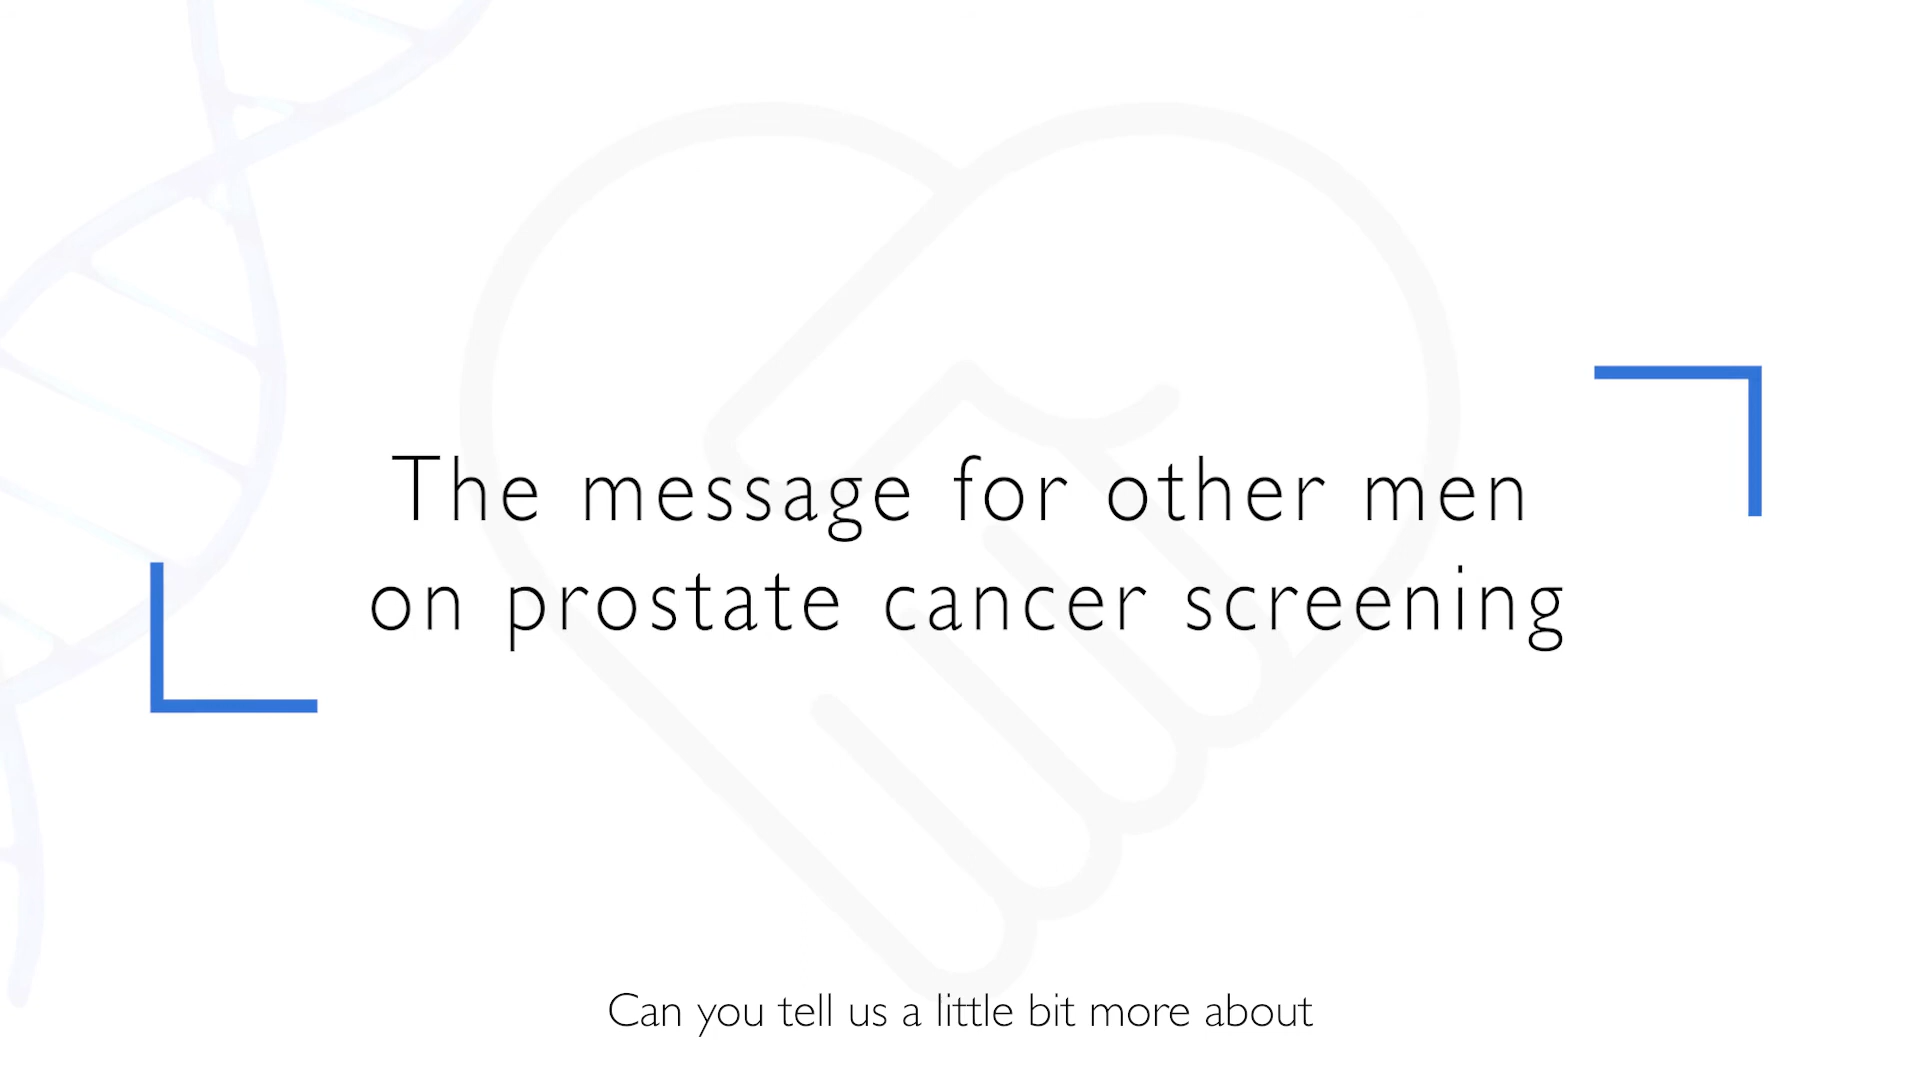 The message for other men
on prostate cancer screening
Can you tell us a little bit more about